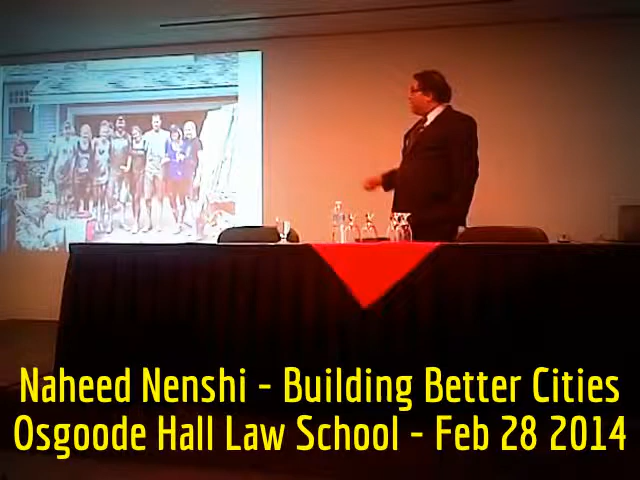 Naheed Nenshi - Building Better Cities
Osgoode Hall Law School - Feb 28 2014